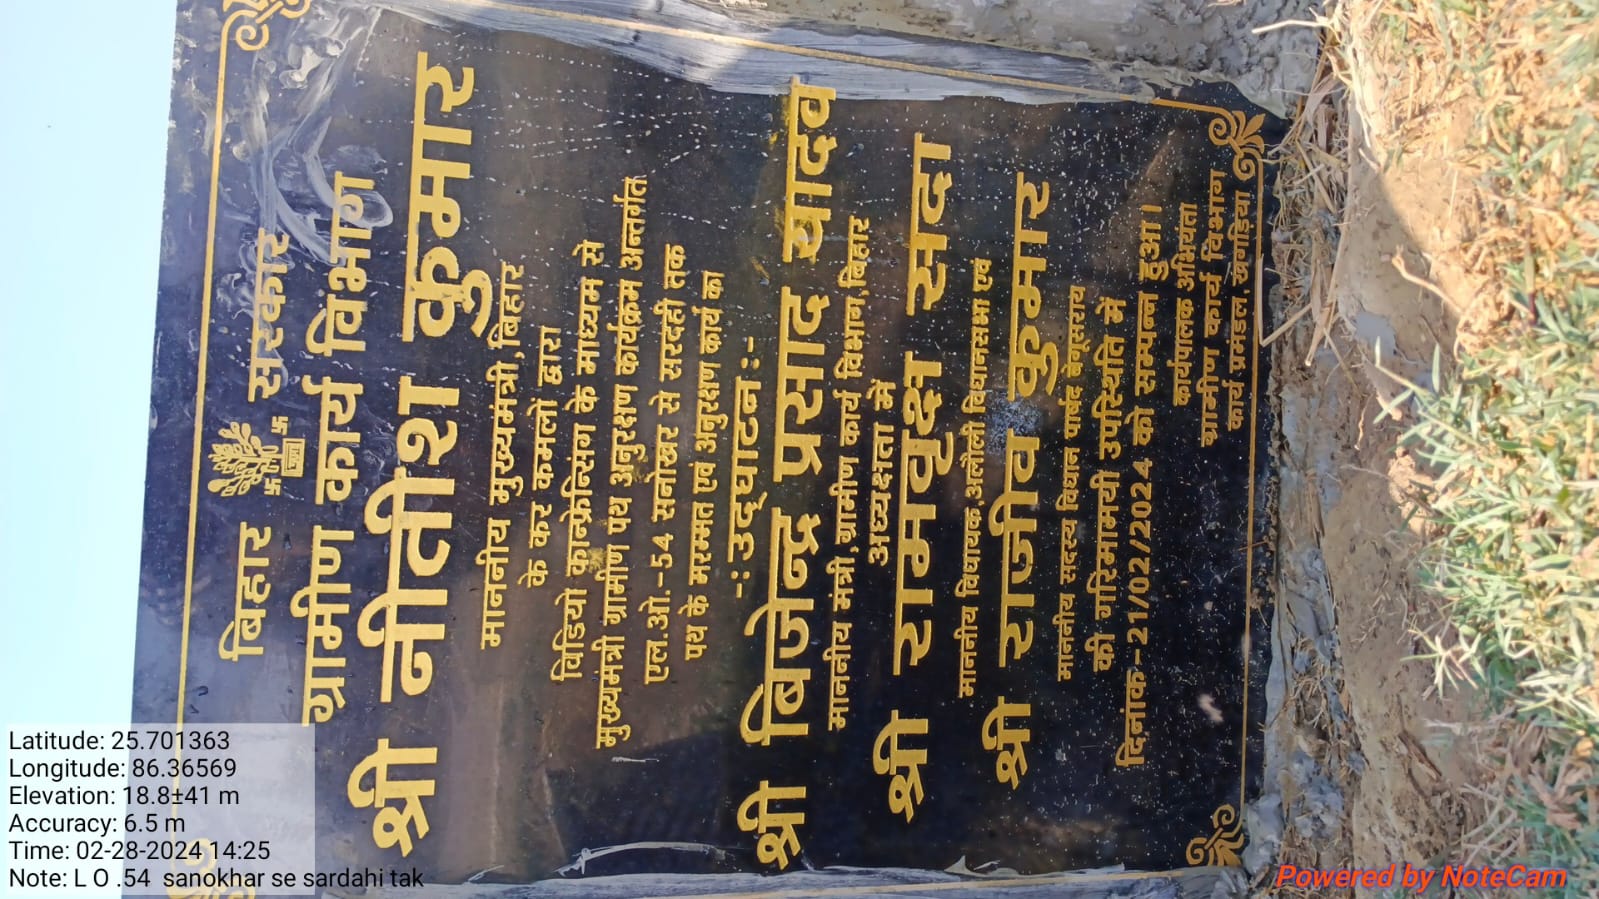 बिहार सरकार
ग्रामीण कार्य विभाग
श्री नीतीश कुमार
माननीय मुख्यमंत्री, बिहार
के कर कमलों द्वारा
विडियो कान्फ्रेन्सिंग के माध्यम से
मुख्यमंत्री ग्रामीण पथ अनुरक्षण कार्यक्रम अन्तर्गत
एल.ओ.-54 सनोखर से सरदही तक
पथ के मरम्मत एवं अनुरक्षण कार्य का
-: उद्घाटन :-
श्री बिजेन्द्र प्रसाद यादव
माननीय मंत्री, ग्रामीण कार्य विभाग, बिहार
अध्यक्षता में
श्री रामवृक्ष सदा
माननीय विधायक, अलौली विधानसभा एवं
श्री राजीव कुमार
माननीय सदस्य विधान पार्षद बेगूसराय
की गरिमामयी उपस्थिति में
दिनांक-21/02/2024 को सम्पन्न हुआ।
कार्यपालक अभियंता
ग्रामीण कार्य विभाग
कार्य प्रमंडल, खगड़िया
Latitude: 25.701363
Longitude: 86.36569
Elevation: 18.8±41 m
Accuracy: 6.5 m
Time: 02-28-2024 14:25
Note: L O .54 sanokhar se sardahi tak
Powered by NoteCam